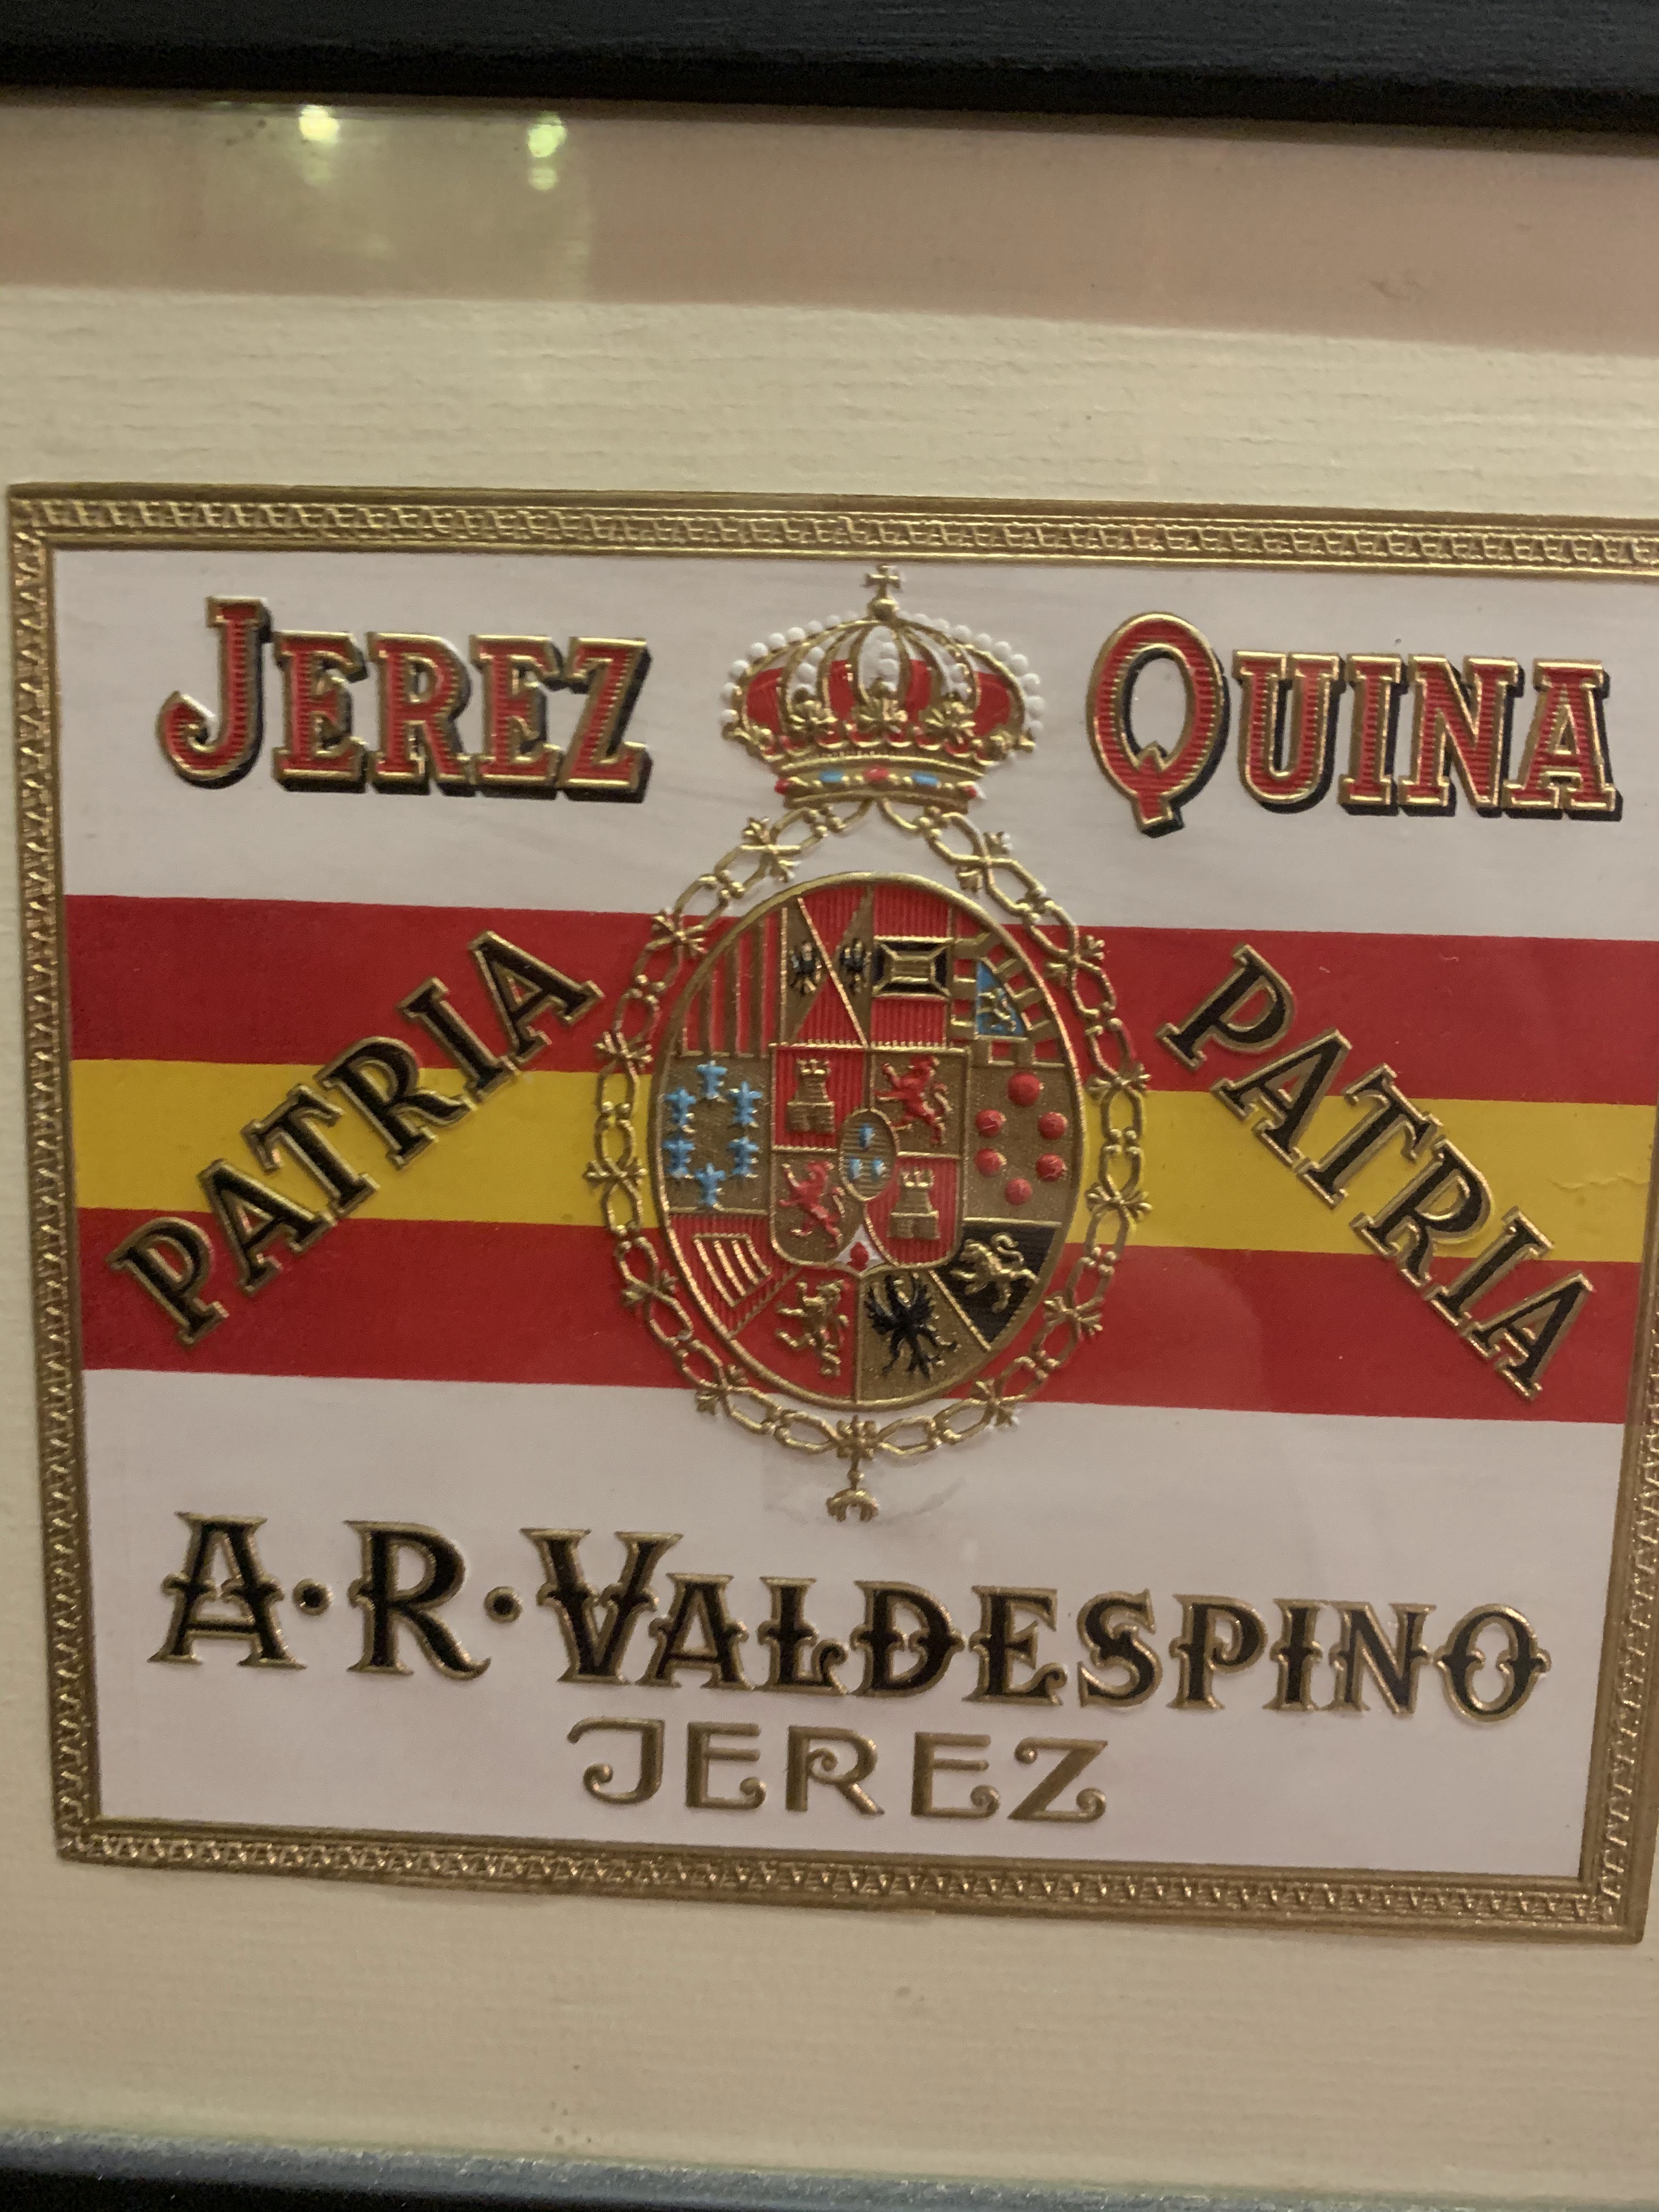 JEREZ QUINA
PATRIA PATRIA
A·R·VALDESPINO
JEREZ